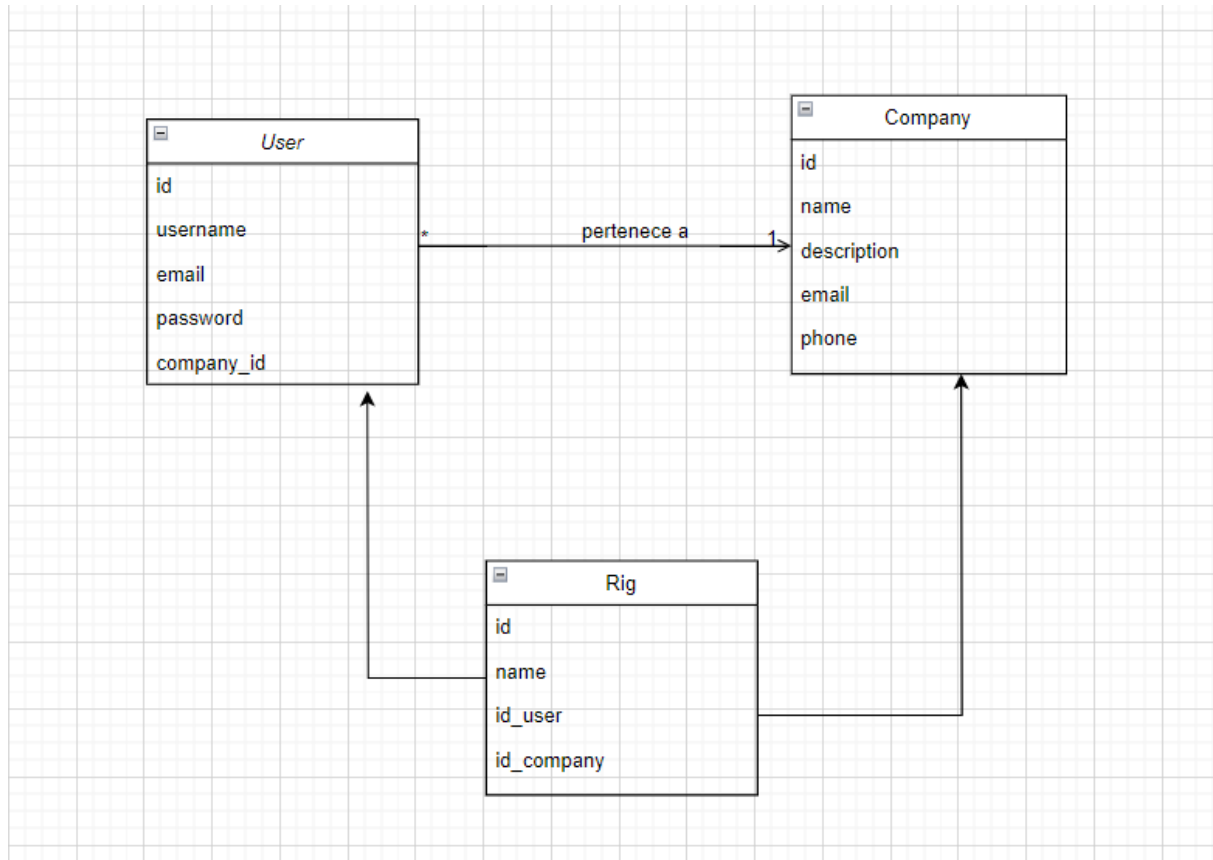 User
id
username
email
password
company_id
* pertenece a 1
Company
id
name
description
email
phone
Rig
id
name
id_user
id_company